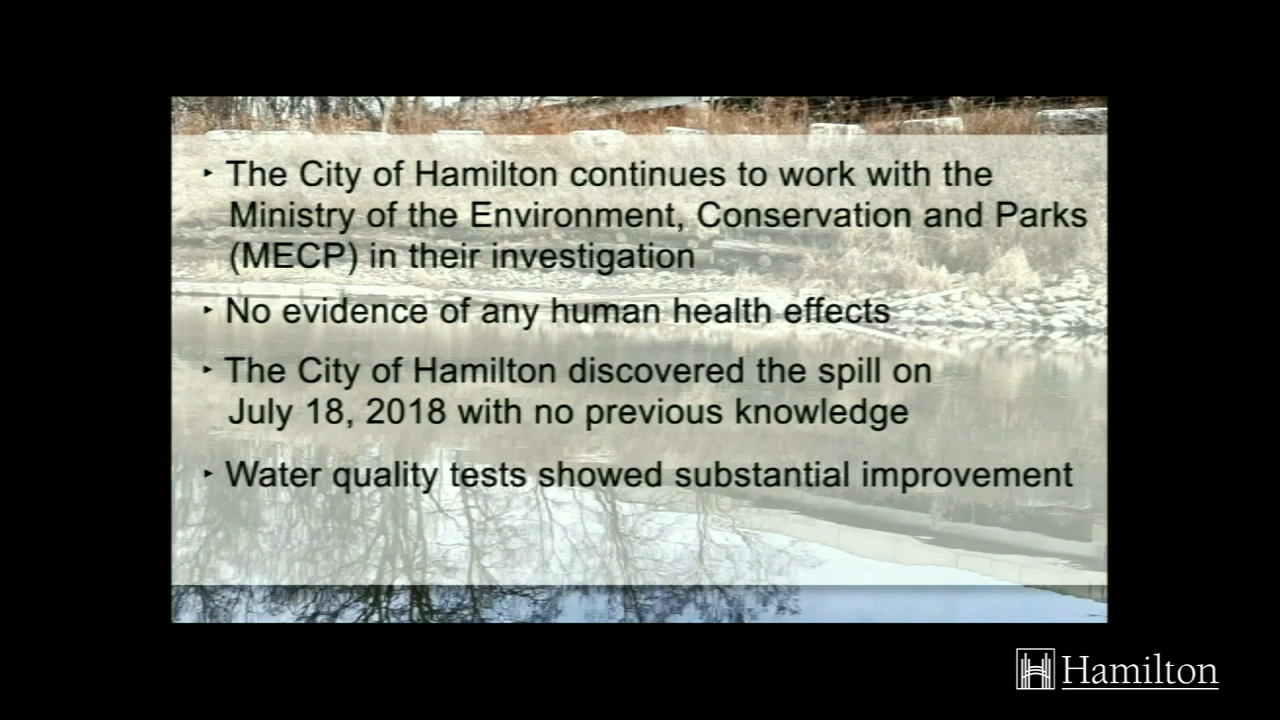 ‣ The City of Hamilton continues to work with the
Ministry of the Environment, Conservation and Parks
(MECP) in their investigation
‣ No evidence of any human health effects
‣ The City of Hamilton discovered the spill on
July 18, 2018 with no previous knowledge
‣ Water quality tests showed substantial improvement
Hamilton